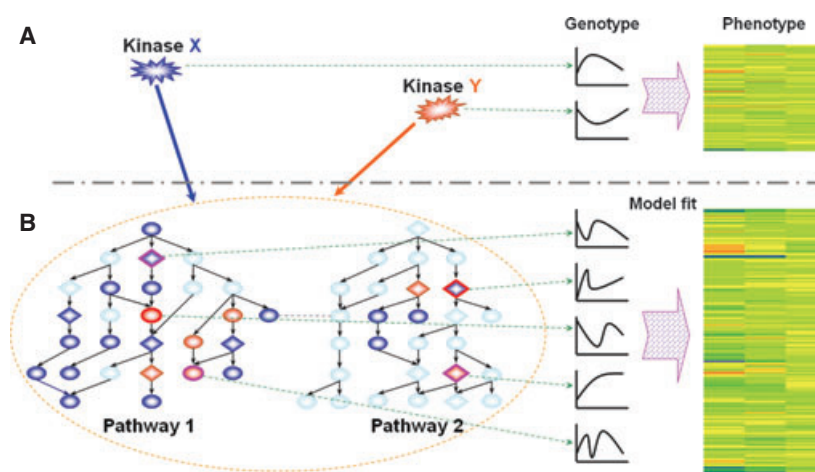 A
Genotype
Phenotype
Kinase X
Kinase Y
B
Model fit
Pathway 1
Pathway 2